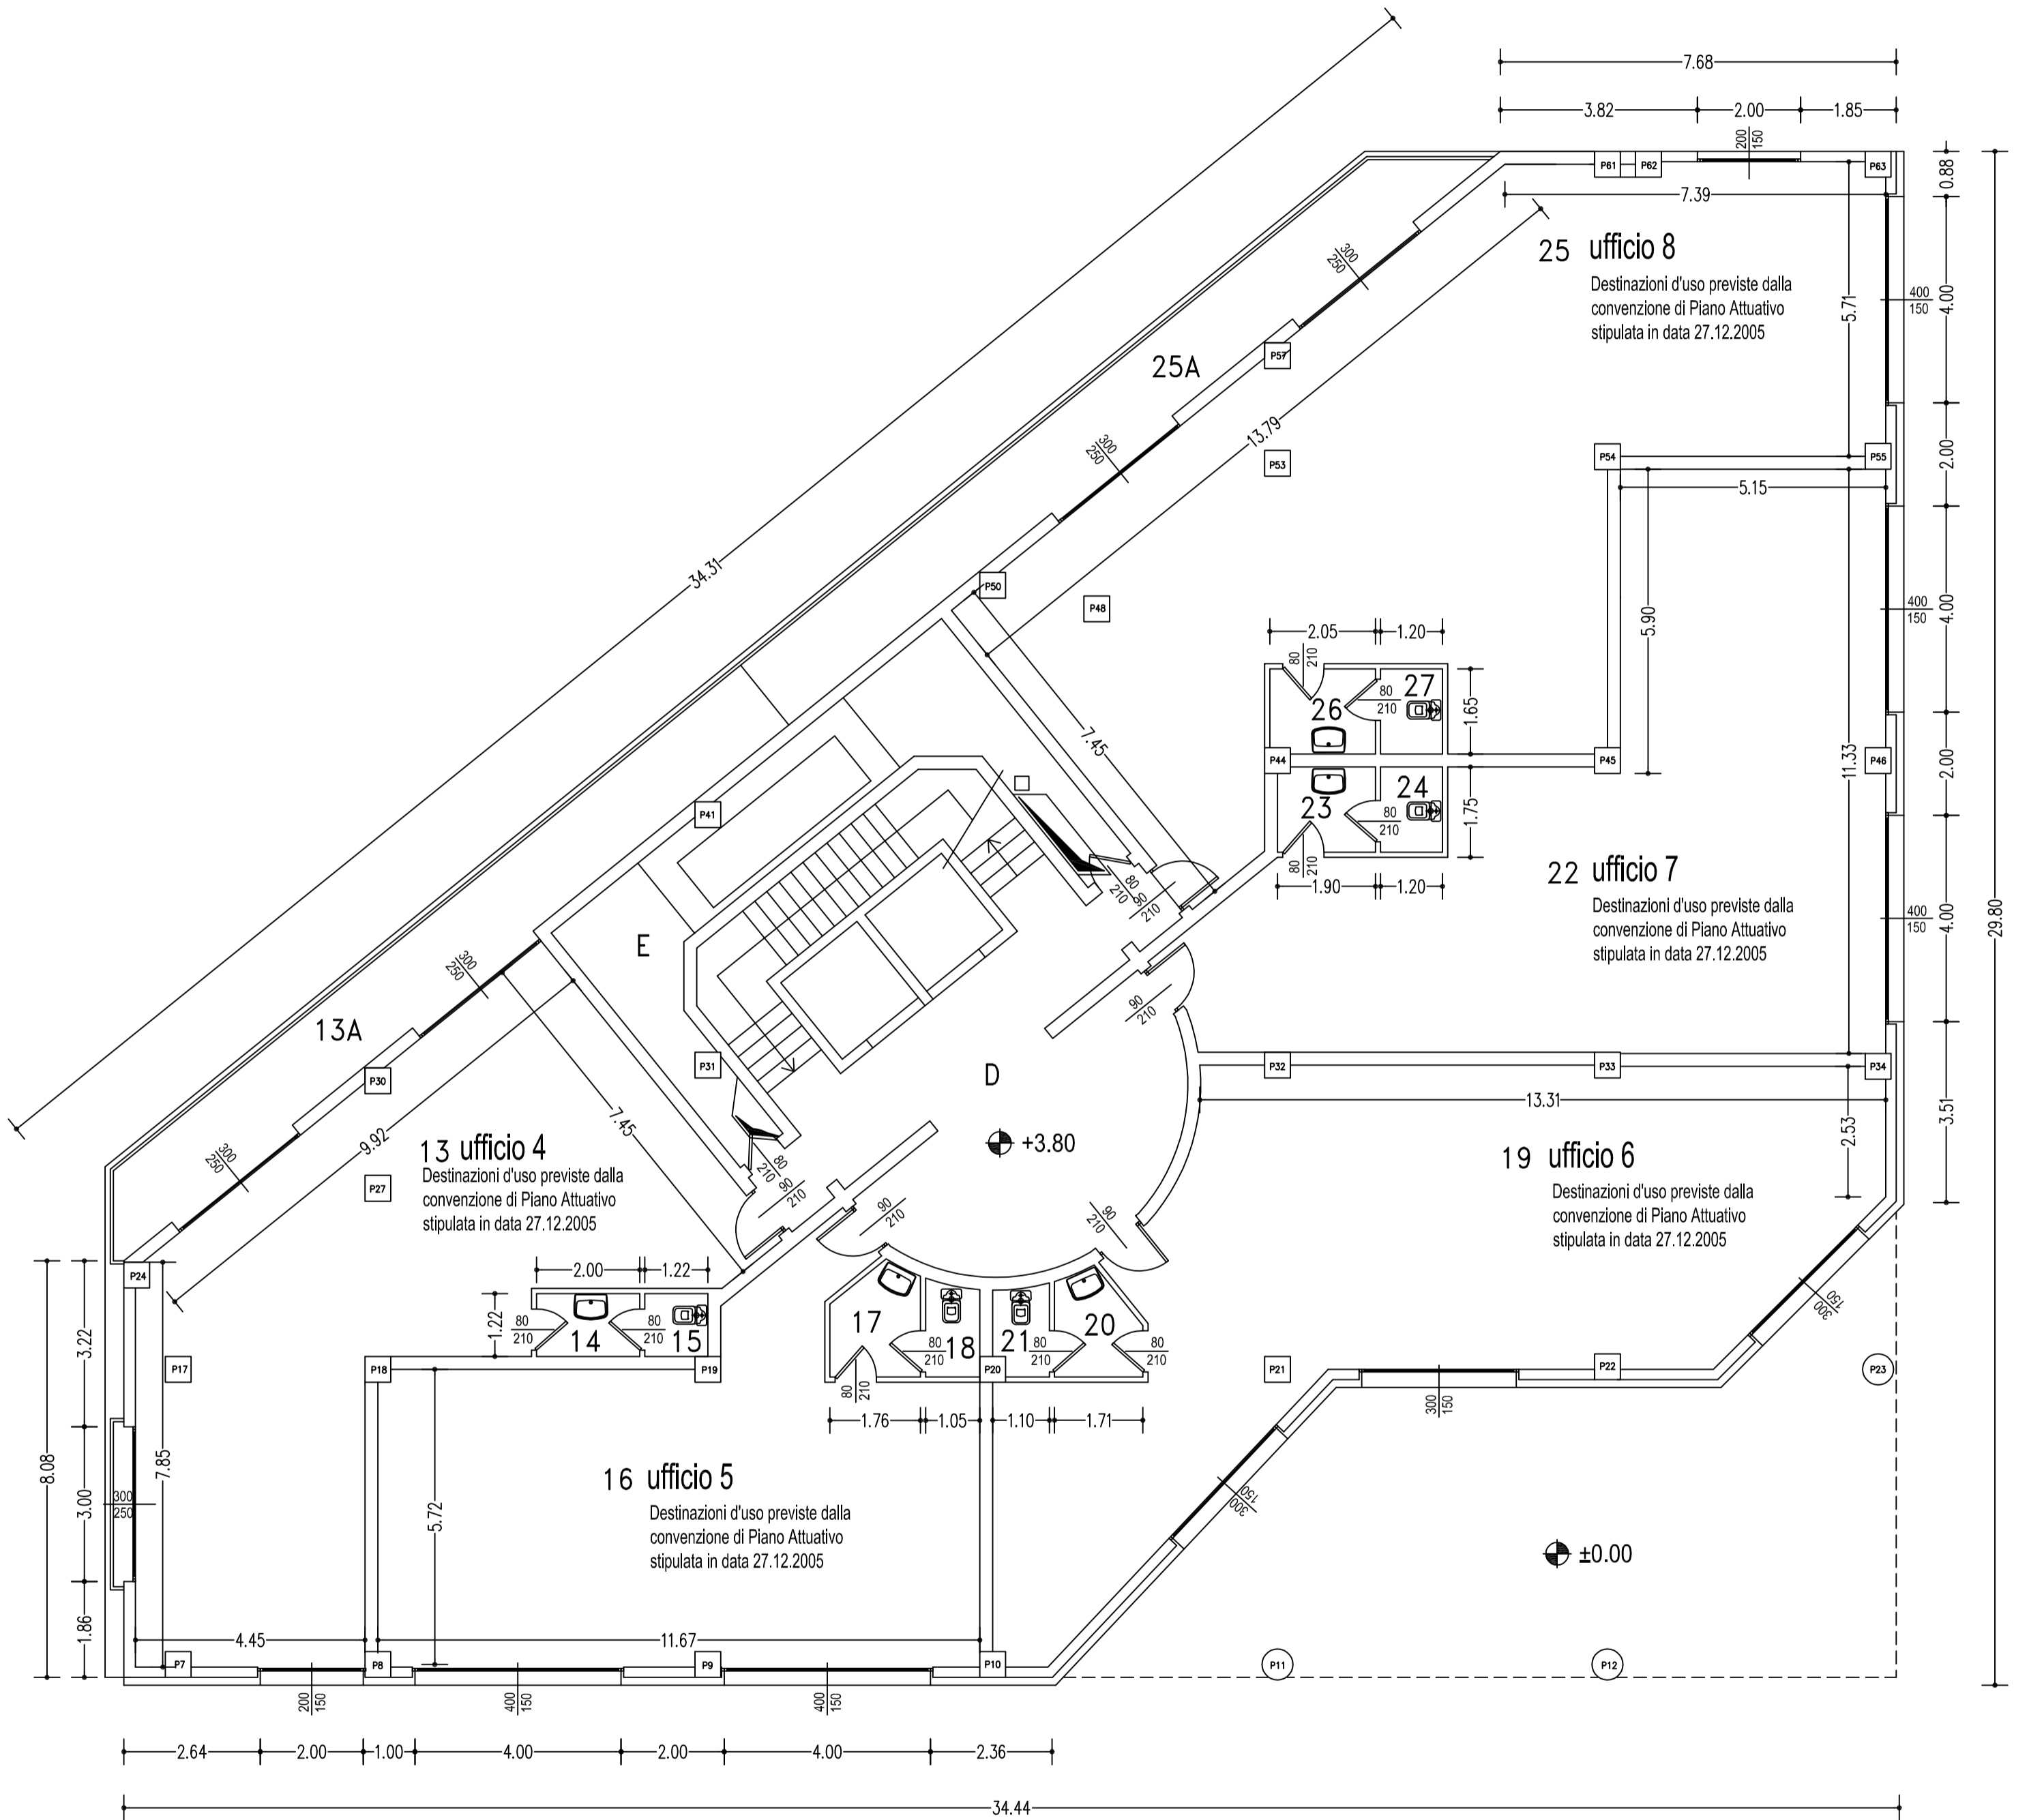 7.68
3.82 2.00 1.85
200
150
P61 P62 P63
0.88
7.39
25 ufficio 8
Destinazioni d'uso previste dalla
convenzione di Piano Attuativo
stipulata in data 27.12.2005
300
250
5.71
400
150
4.00
P57
25A
13.79
300
250
P53
P54 P55
2.00
5.15
34.31
P50
P48
5.90
400
150
4.00
2.05 1.20
80
210
80
210
27
26
1.65
7.45
P44 P45 P46
11.33
2.00
23
24
80
210
1.75
80
210
1.90 1.20
P41
22 ufficio 7
Destinazioni d'uso previste dalla
convenzione di Piano Attuativo
stipulata in data 27.12.2005
400
150
4.00
29.80
80
210
90
210
E
300
250
90
210
13A
P31
D
P30
P32 P33 P34
13.31
2.53
3.51
+3.80
9.92
7.45
13 ufficio 4
Destinazioni d'uso previste dalla
convenzione di Piano Attuativo
stipulata in data 27.12.2005
300
250
P27
80
210
90
210
90
210
90
210
19 ufficio 6
Destinazioni d'uso previste dalla
convenzione di Piano Attuativo
stipulata in data 27.12.2005
P24
2.00 1.22
1.22
80
210
14
80
210
15
17
80
210
18
21
80
210
20
80
210
300
150
3.22
P17 P18 P19 P20 P21 P22 P23
80
210
300
150
1.76 1.05 1.10 1.71
8.08
7.85
3.00
300
250
5.72
16 ufficio 5
Destinazioni d'uso previste dalla
convenzione di Piano Attuativo
stipulata in data 27.12.2005
300
150
±0.00
1.86
4.45 11.67
P7 P8 P9 P10 P11 P12
200
150
400
150
400
150
2.64 2.00 1.00 4.00 2.00 4.00 2.36
34.44